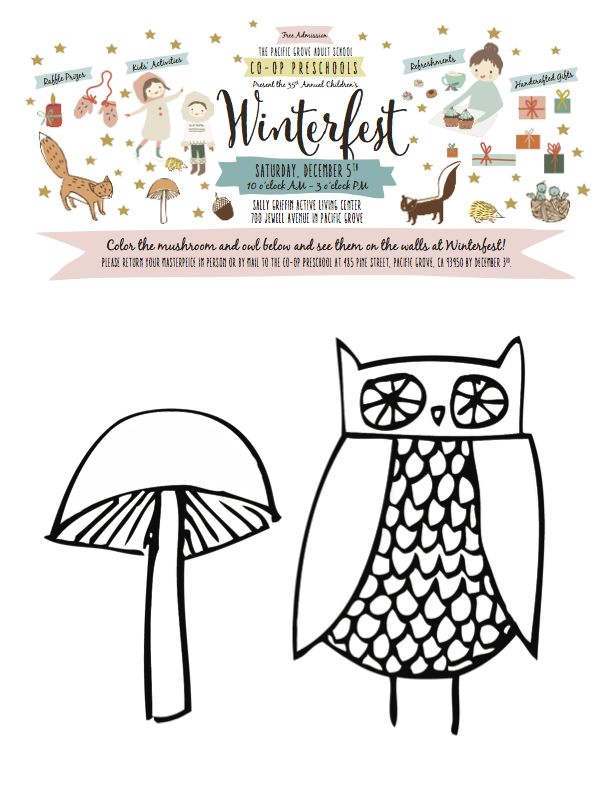 Free Admission
THE PACIFIC GROVE ADULT SCHOOL
CO-OP PRESCHOOLS
Present the 35th Annual Children's
Winterfest
Raffle Prizes
Kids' Activities
Refreshments
Handcrafted Gifts
SATURDAY, DECEMBER 5TH
10 o'clock AM - 3 o'clock PM
SALLY GRIFFIN ACTIVE LIVING CENTER
700 JEWELL AVENUE IN PACIFIC GROVE
Color the mushroom and owl below and see them on the walls at Winterfest!
PLEASE RETURN YOUR MASTERPEICE IN PERSON OR BY MAIL TO THE CO-OP PRESCHOOL AT 485 PINE STREET, PACIFIC GROVE, CA 93950 BY DECEMBER 3RD.